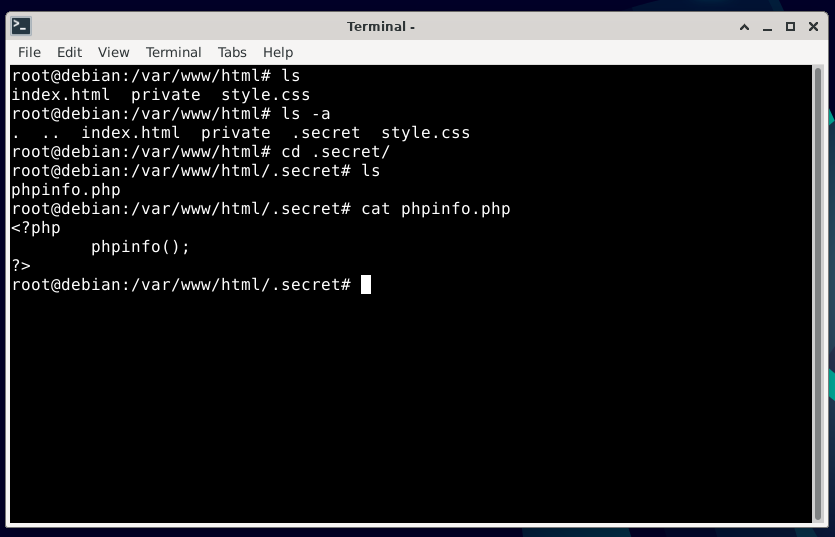 Terminal -
File Edit View Terminal Tabs Help
root@debian:/var/www/html# ls
index.html  private  style.css
root@debian:/var/www/html# ls -a
.  ..  index.html  private  .secret  style.css
root@debian:/var/www/html# cd .secret/
root@debian:/var/www/html/.secret# ls
phpinfo.php
root@debian:/var/www/html/.secret# cat phpinfo.php
<?php
        phpinfo();
?>
root@debian:/var/www/html/.secret#